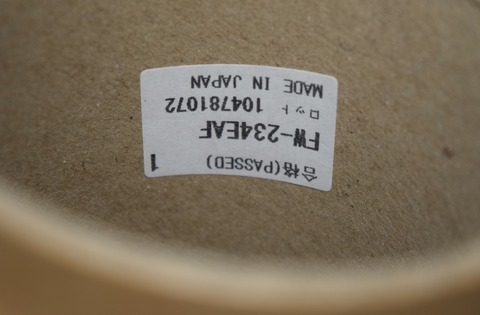 合格(PASSED) 1
FW-234EAF
ロット 104781072
MADE IN JAPAN